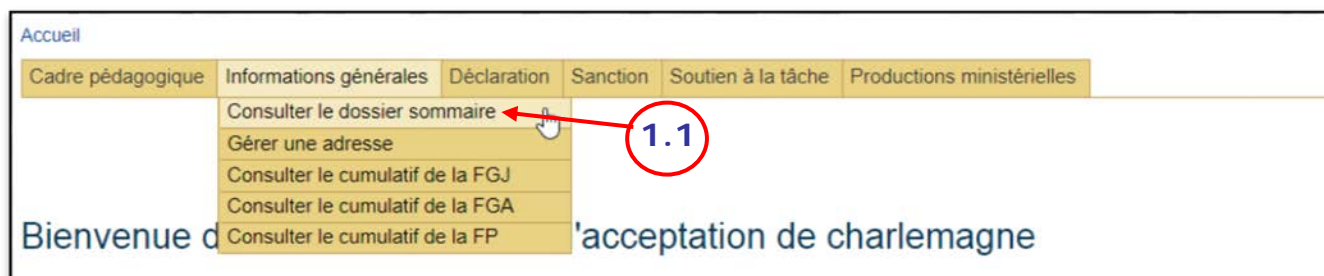 Accueil
Cadre pédagogique Informations générales Déclaration Sanction Soutien à la tâche Productions ministérielles
Consulter le dossier sommaire
1.1
Gérer une adresse
Consulter le cumulatif de la FGJ
Consulter le cumulatif de la FGA
Consulter le cumulatif de la FP
Bienvenue d 'acceptation de charlemagne